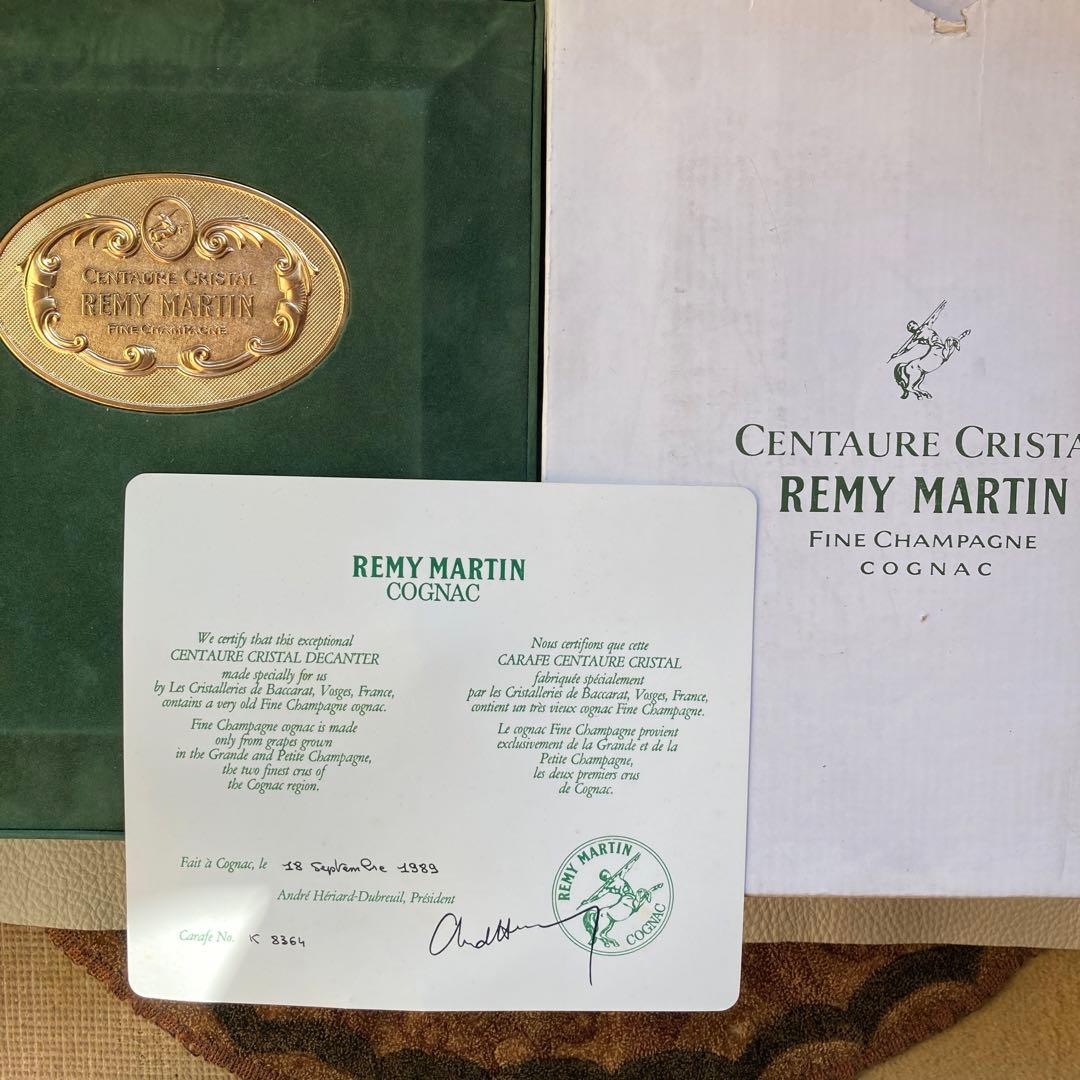 CENTAURE CRISTAL
REMY MARTIN
FINE CHAMPAGNE
CENTAURE CRISTA
REMY MARTIN
FINE CHAMPAGNE
COGNAC
REMY MARTIN
COGNAC
We certify that this exceptional
CENTAURE CRISTAL DECANTER
made specially for us
by Les Cristalleries de Baccarat, Vosges, France,
contains a very old Fine Champagne cognac.
Fine Champagne cognac is made
only from grapes grown
in the Grande and Petite Champagne,
the two finest crus of
the Cognac region.
Nous certifions que cette
CARAFE CENTAURE CRISTAL
fabriquée spécialement
par les Cristalleries de Baccarat, Vosges, France,
contient un très vieux cognac Fine Champagne.
Le cognac Fine Champagne provient
exclusivement de la Grande et de la
Petite Champagne,
les deux premiers crus
de Cognac.
Fait à Cognac, le 18 Septembre 1989
André Hériard-Dubreuil, Président
Carafe No. K 8364
REMY MARTIN
COGNAC